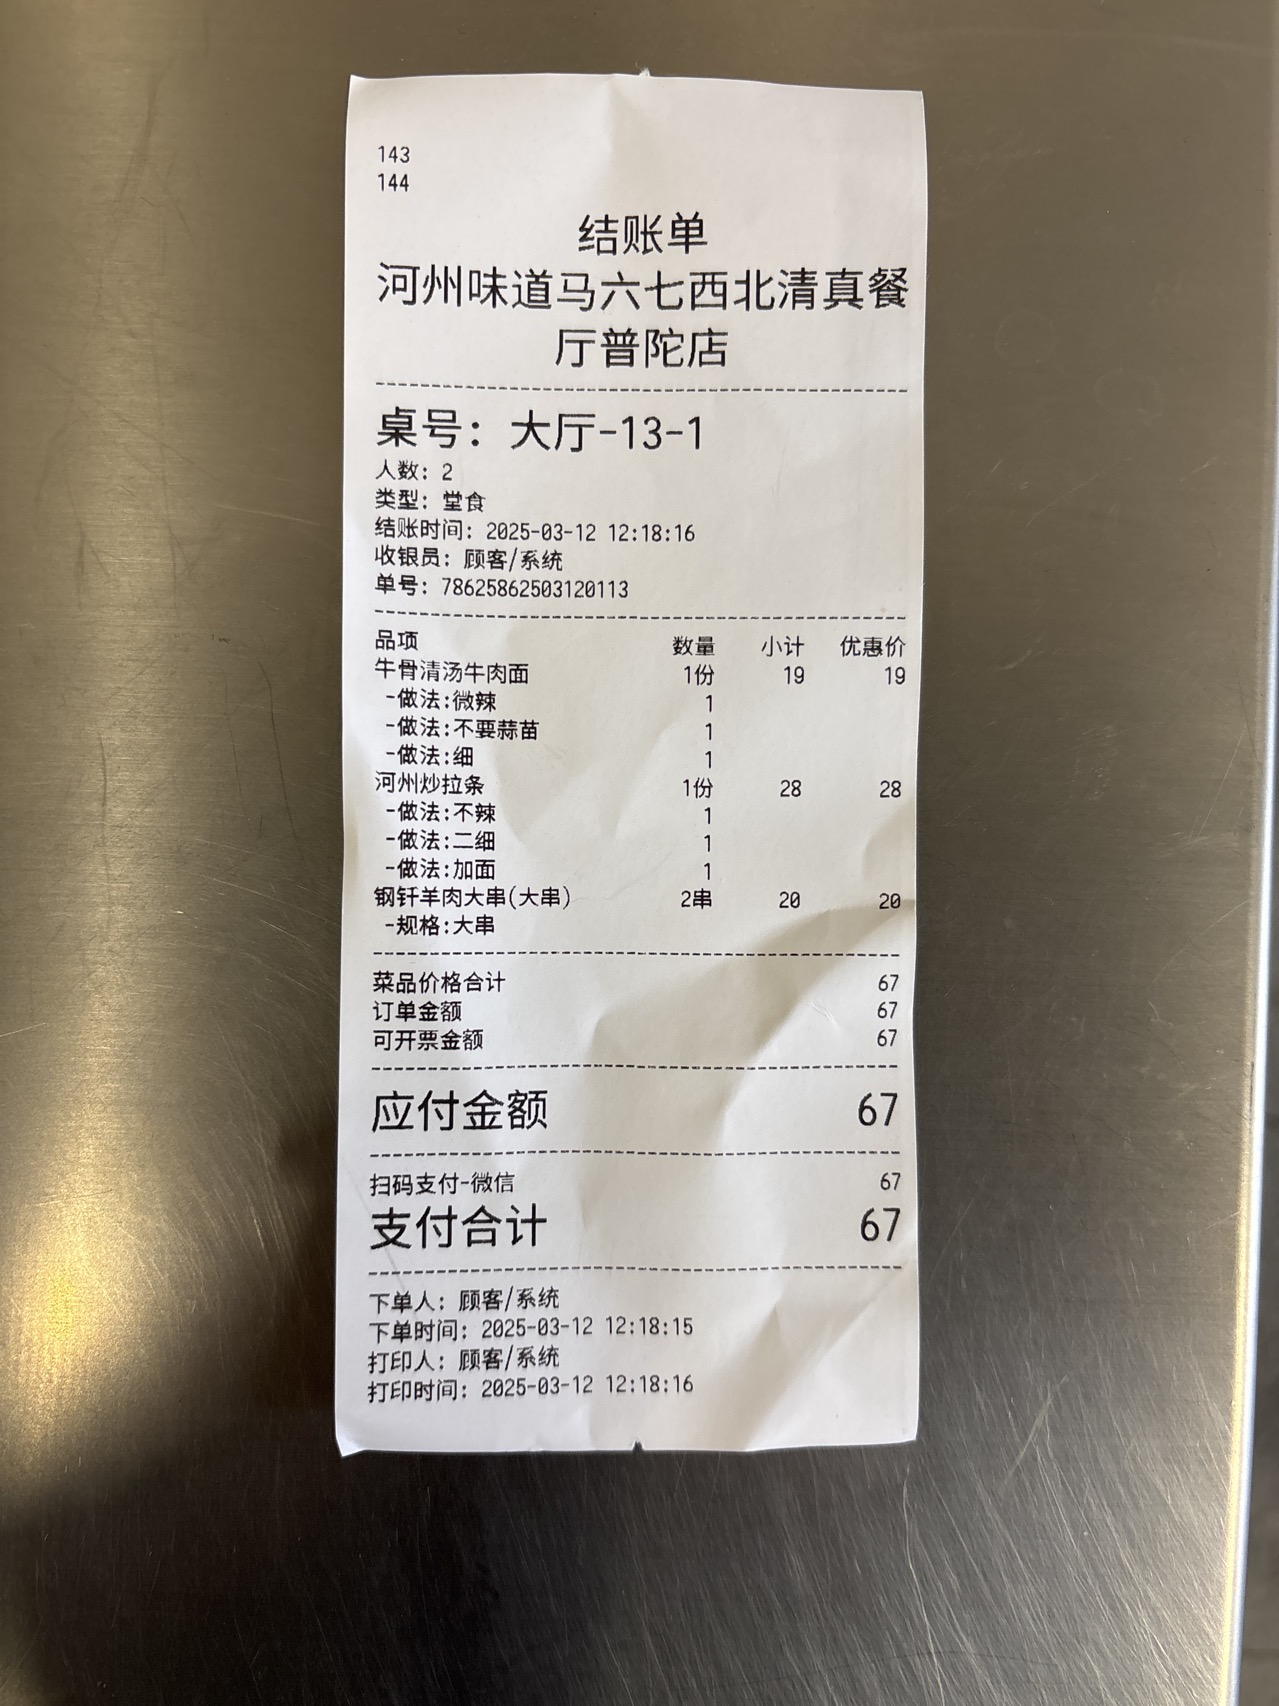 143
144
结账单
河州味道马六七西北清真餐
厅普陀店
桌号：大厅-13-1
人数：2
类型：堂食
结账时间：2025-03-12 12:18:16
收银员：顾客/系统
单号：78625862503120113
品项 数量 小计 优惠价
牛骨清汤牛肉面 1份 19 19
-做法:微辣 1
-做法:不要蒜苗 1
-做法:细 1
河州炒拉条 1份 28 28
-做法:不辣 1
-做法:二细 1
-做法:加面 1
钢钎羊肉大串(大串) 2串 20 20
-规格:大串
菜品价格合计 67
订单金额 67
可开票金额 67
应付金额 67
扫码支付-微信 67
支付合计 67
下单人：顾客/系统
下单时间：2025-03-12 12:18:15
打印人：顾客/系统
打印时间：2025-03-12 12:18:16